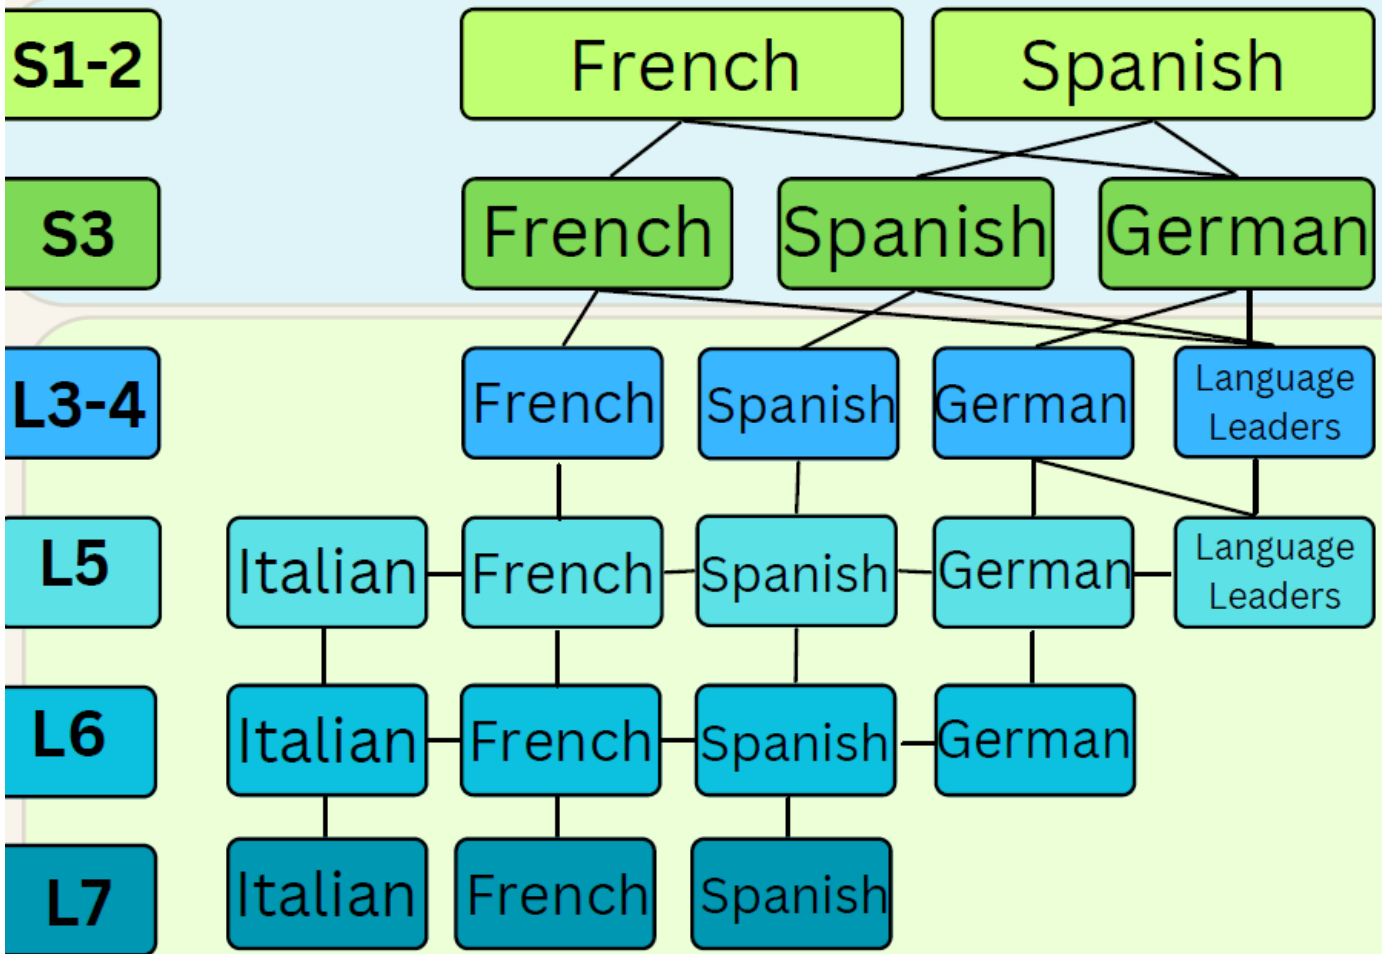 S1-2
French
Spanish
S3
French
Spanish
German
L3-4
French
Spanish
German
Language
Leaders
L5
Italian
French
Spanish
German
Language
Leaders
L6
Italian
French
Spanish
German
L7
Italian
French
Spanish